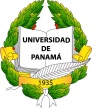 UNIVERSIDAD
DE
PANAMÁ
1935